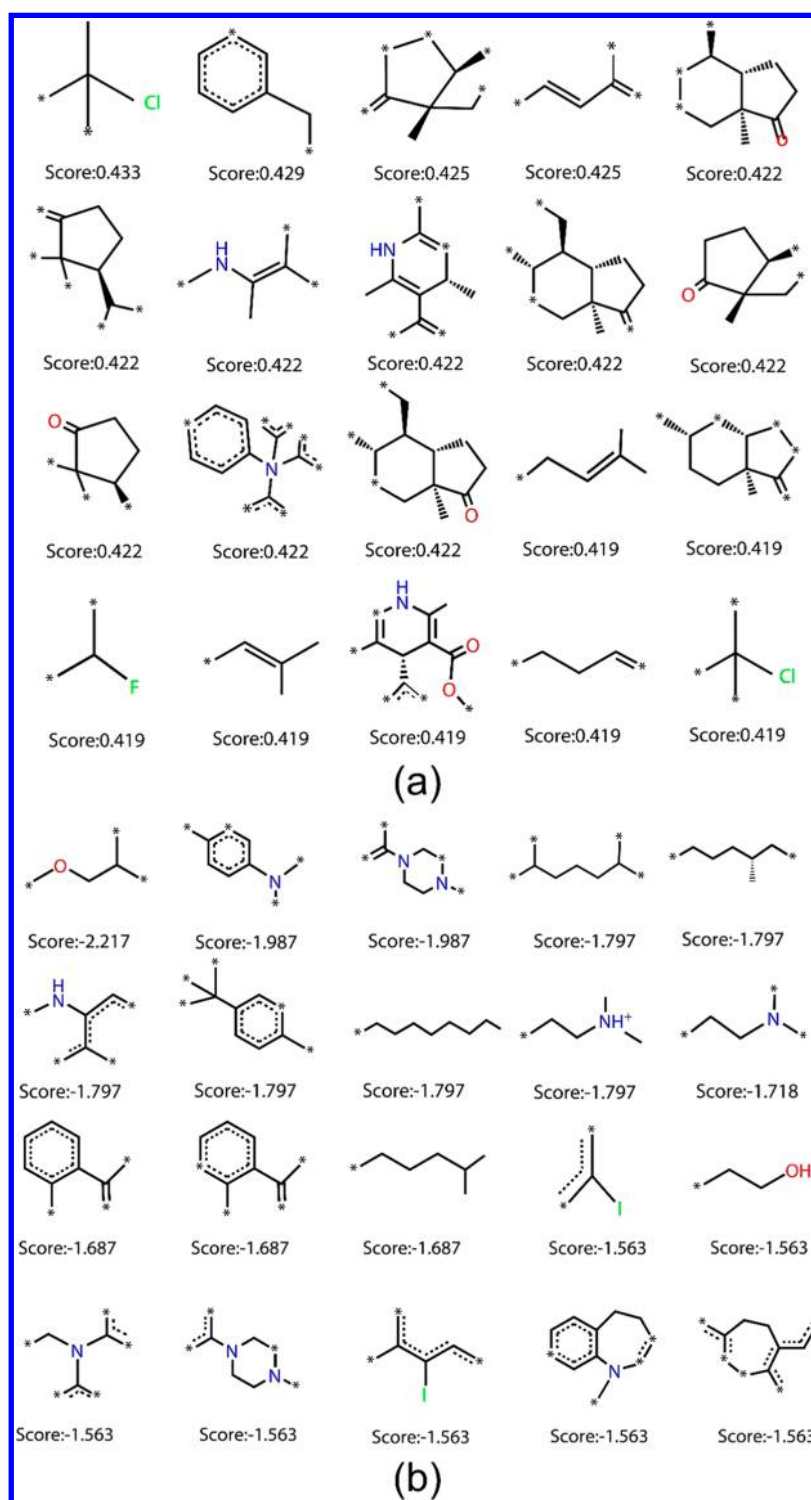 Cl
Score:0.433 Score:0.429 Score:0.425 Score:0.425 Score:0.422
O
H
N
HN
O
Score:0.422 Score:0.422 Score:0.422 Score:0.422 Score:0.422
O
N
O
Score:0.422 Score:0.422 Score:0.422 Score:0.419 Score:0.419
F
H
N
O
O
Cl
Score:0.419 Score:0.419 Score:0.419 Score:0.419 Score:0.419
(a)
O
N
N
N
Score:-2.217 Score:-1.987 Score:-1.987 Score:-1.797 Score:-1.797
H
N
NH+
N
Score:-1.797 Score:-1.797 Score:-1.797 Score:-1.797 Score:-1.718
I
OH
Score:-1.687 Score:-1.687 Score:-1.687 Score:-1.563 Score:-1.563
N
N
N
I
N
Score:-1.563 Score:-1.563 Score:-1.563 Score:-1.563 Score:-1.563
(b)